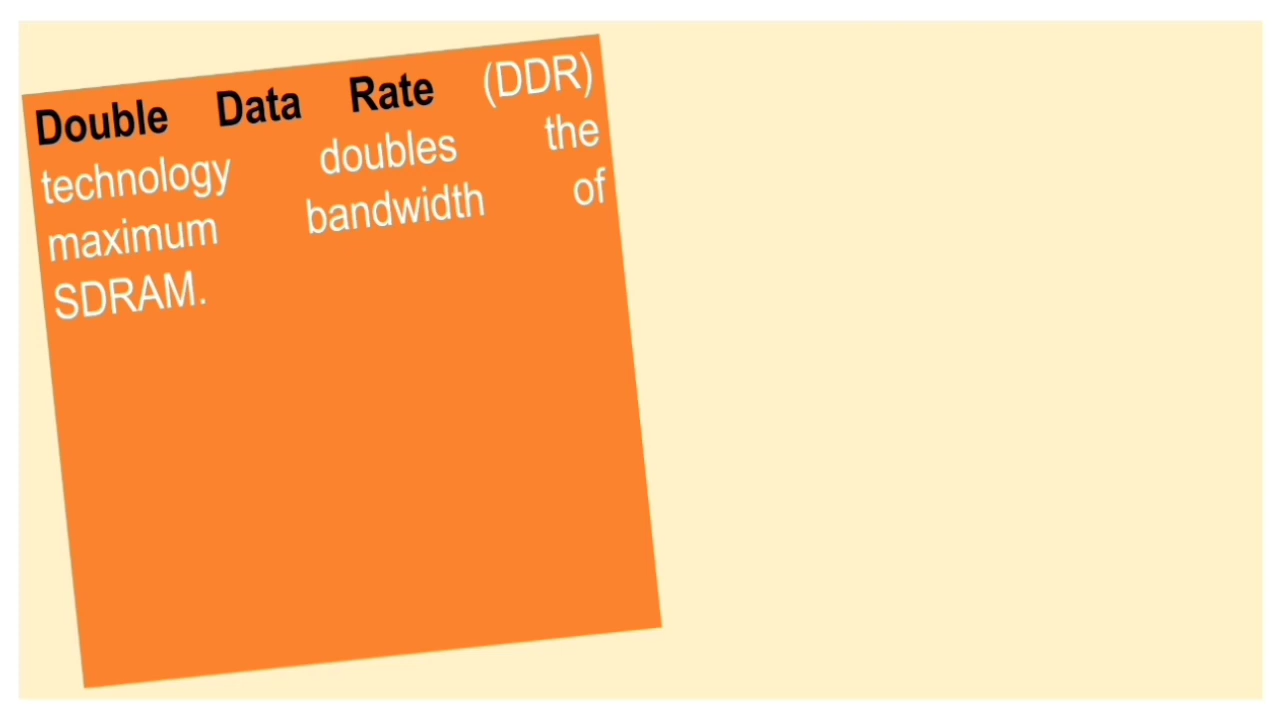 Double Data Rate (DDR)
technology doubles the
maximum bandwidth of
SDRAM.